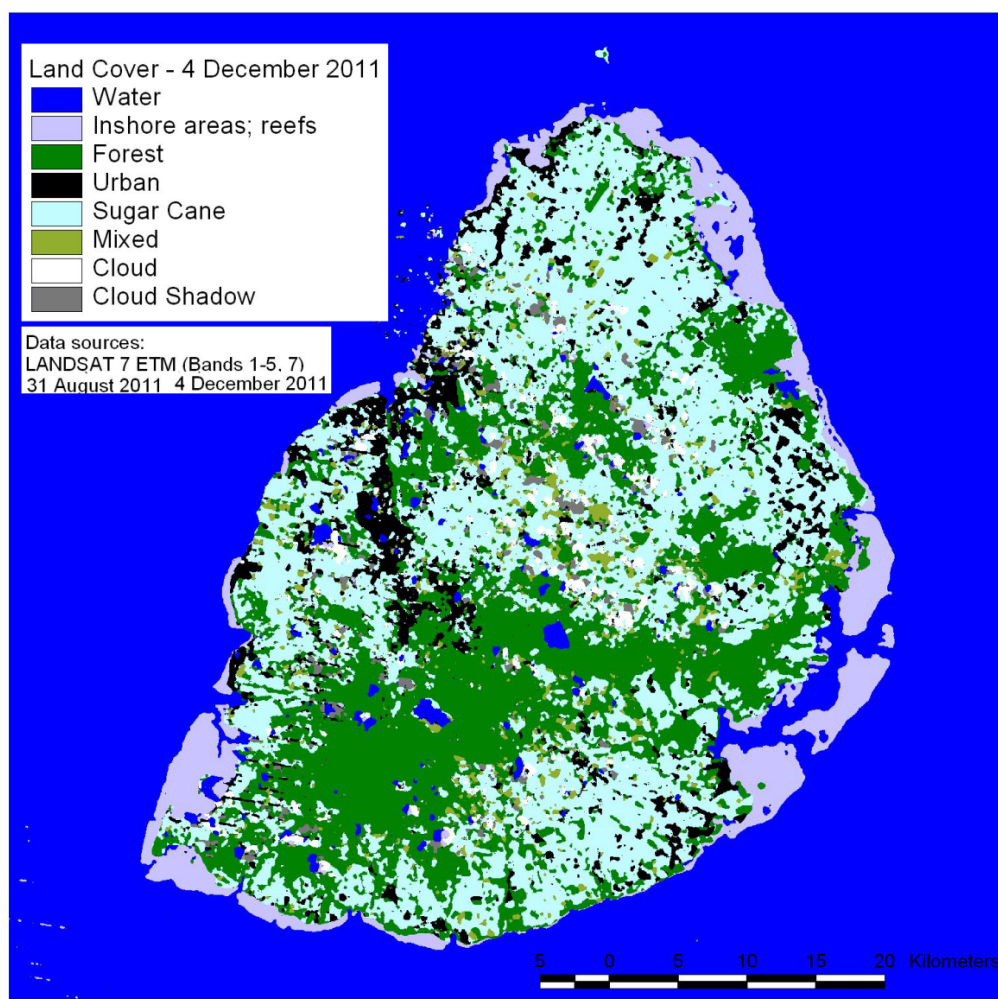 Land Cover - 4 December 2011
Water
Inshore areas; reefs
Forest
Urban
Sugar Cane
Mixed
Cloud
Cloud Shadow
Data sources:
LANDSAT 7 ETM (Bands 1-5, 7)
31 August 2011 4 December 2011
5 0 5 10 15 20 Kilometers